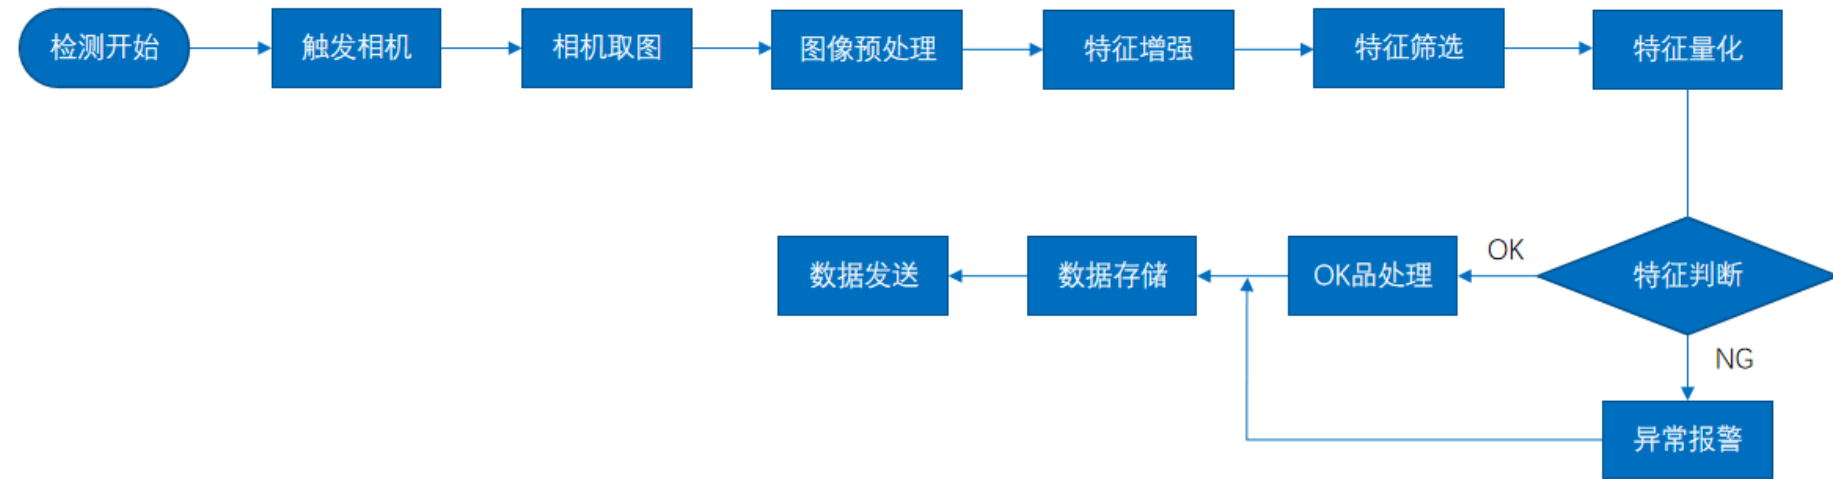 检测开始
触发相机
相机取图
图像预处理
特征增强
特征筛选
特征量化
特征判断
OK
OK品处理
数据存储
数据发送
NG
异常报警